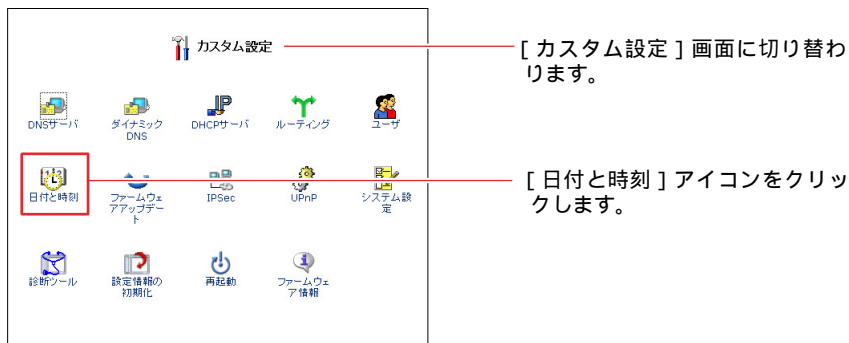 カスタム設定
[カスタム設定]画面に切り替わ
ります。
DNSサーバ
ダイナミック
DNS
DHCPサーバ
ルーティング
ユーザ
[日付と時刻]アイコンをクリッ
クします。
日付と時刻
ファームウェ
アアップデー
ト
IPSec
UPnP
システム設
定
診断ツール
設定情報の
初期化
再起動
ファームウェ
ア情報